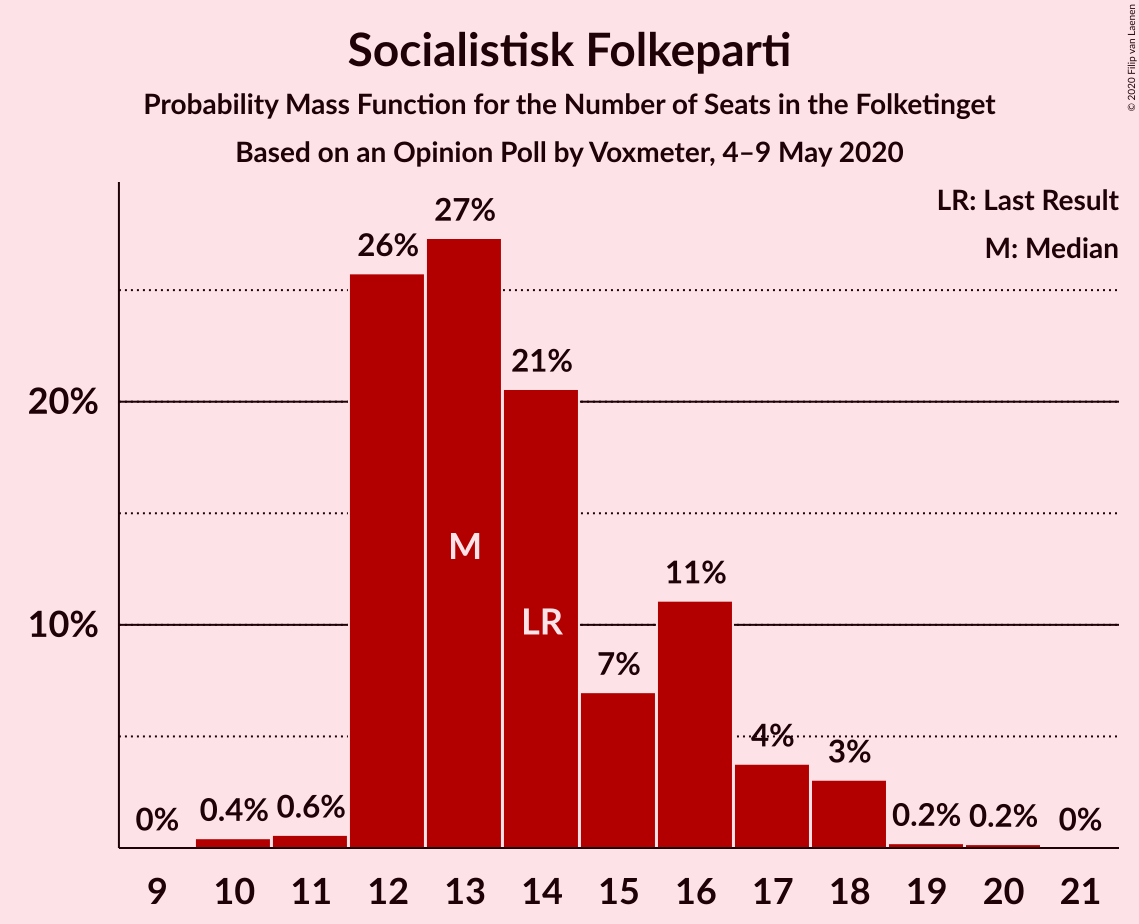 Socialistisk Folkeparti
Probability Mass Function for the Number of Seats in the Folketinget
Based on an Opinion Poll by Voxmeter, 4–9 May 2020
© 2020 Filip van Laenen
LR: Last Result
M: Median
20%
10%
0%
0.4%
0.6%
26%
27%
21%
7%
11%
4%
3%
0.2%
0.2%
0%
M
LR
9 10 11 12 13 14 15 16 17 18 19 20 21